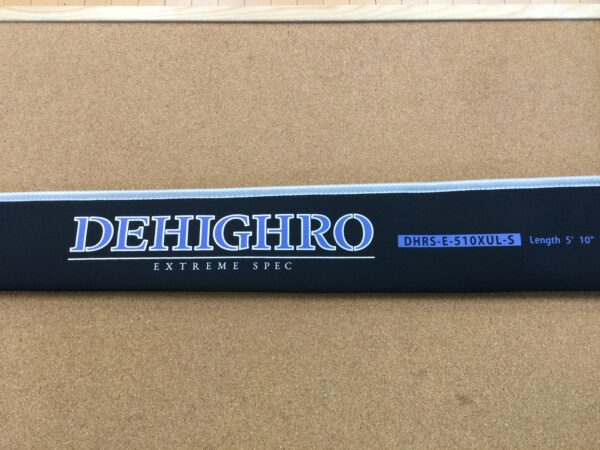 DEHIGHRO
EXTREME SPEC
DHRS-E-510XUL-S Length 5' 10"